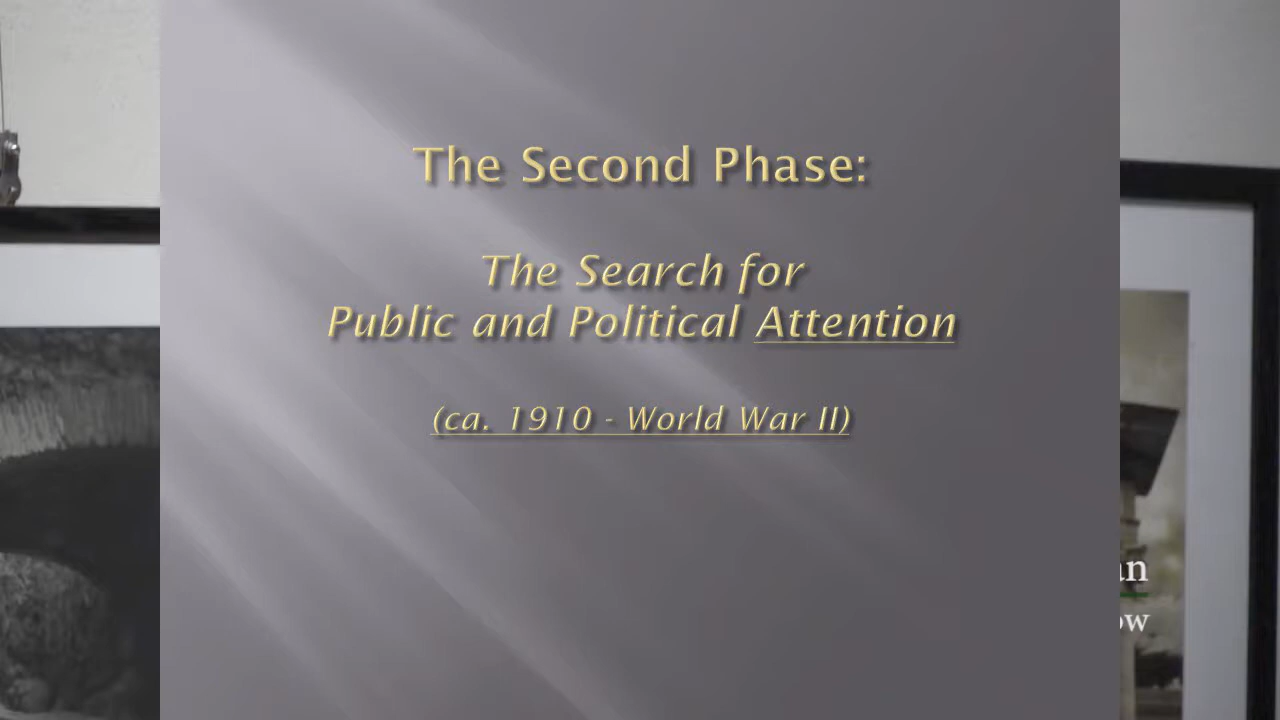 The Second Phase:
The Search for
Public and Political Attention
(ca. 1910 - World War II)